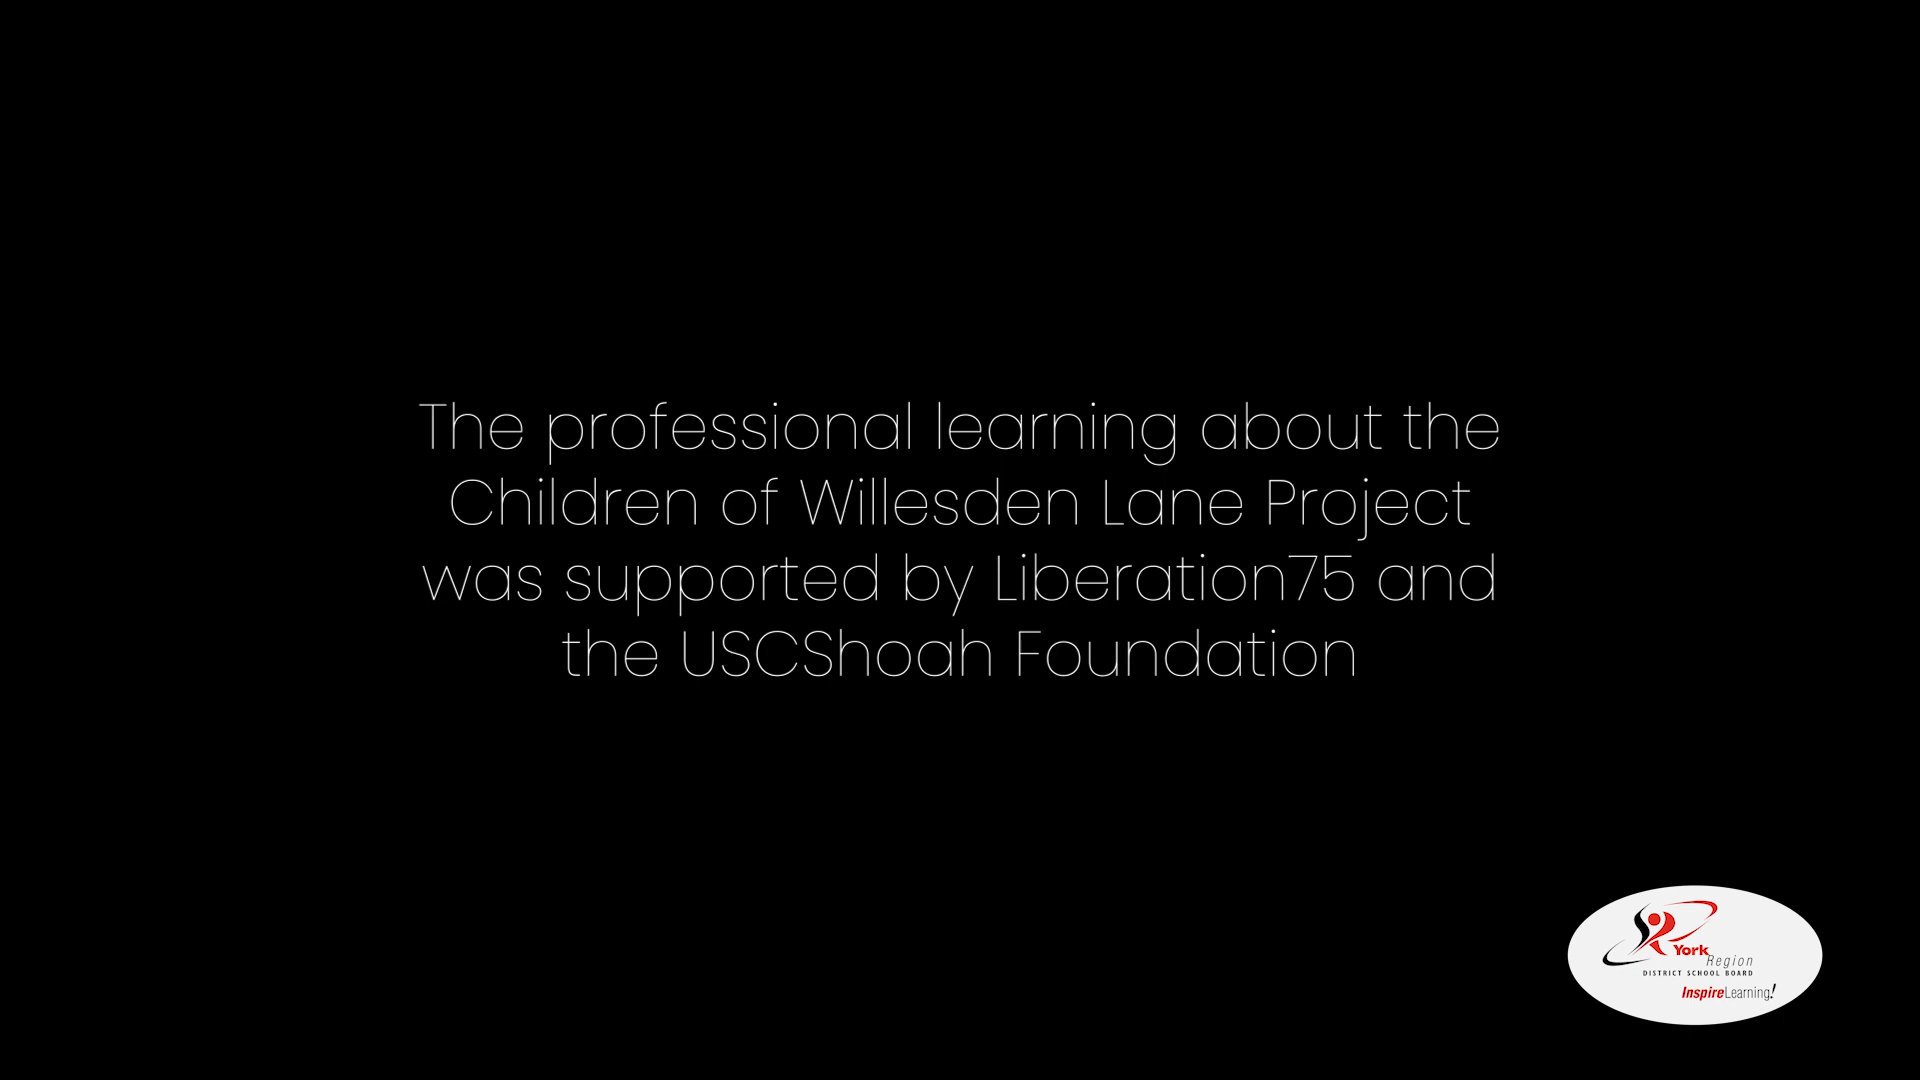 The professional learning about the
Children of Willesden Lane Project
was supported by Liberation75 and
the USCShoah Foundation
York
Region
DISTRICT SCHOOL BOARD
InspireLearning!